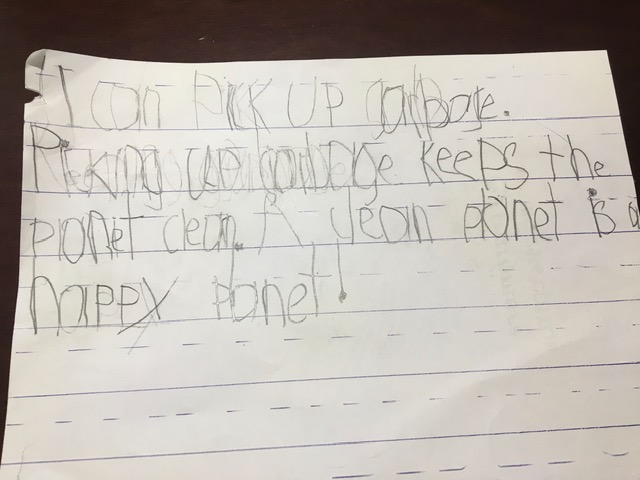 I can Pick UP garbage.
Picking up garbage keeps the
planet clean. A clean planet is a
happy planet!